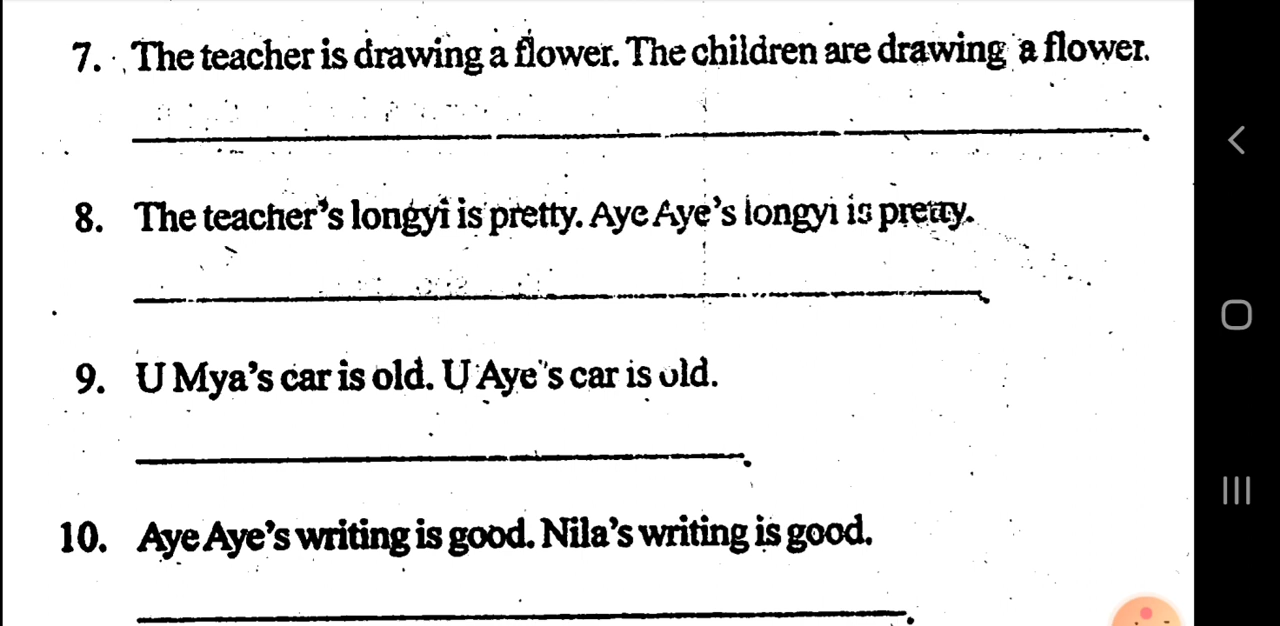 7. The teacher is drawing a flower. The children are drawing a flower.
8. The teacher's longyi is pretty. Aye Aye's longyi is pretty.
9. U Mya's car is old. U Aye's car is old.
10. Aye Aye's writing is good. Nila's writing is good.